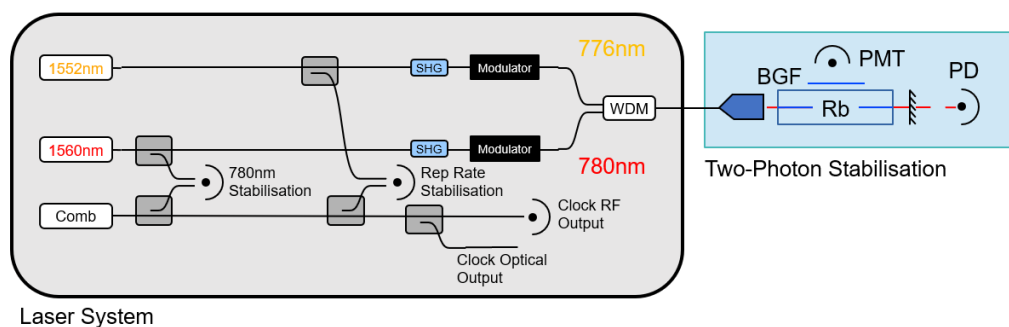 776nm
1552nm
SHG
Modulator
WDM
1560nm
SHG
Modulator
780nm
780nm
Stabilisation
Rep Rate
Stabilisation
Comb
Clock RF
Output
Clock Optical
Output
Laser System
BGF
PMT
PD
Rb
Two-Photon Stabilisation